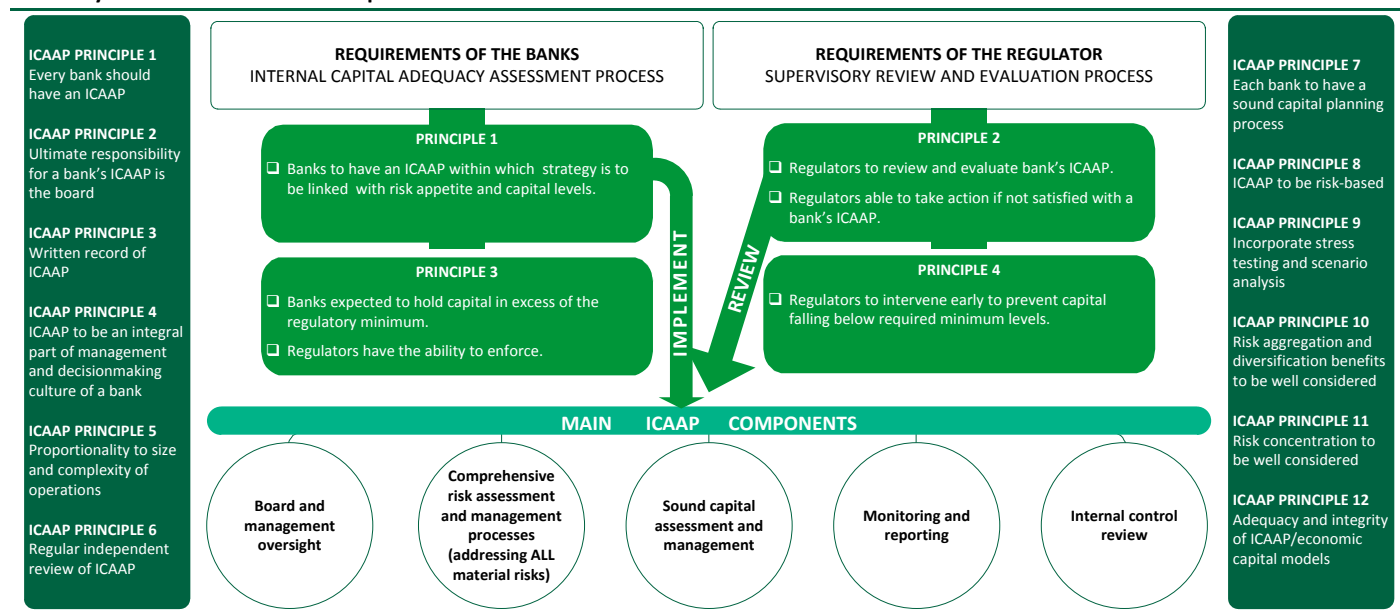 ICAAP PRINCIPLE 1
Every bank should
have an ICAAP
ICAAP PRINCIPLE 2
Ultimate responsibility
for a bank's ICAAP is
the board
ICAAP PRINCIPLE 3
Written record of
ICAAP
ICAAP PRINCIPLE 4
ICAAP to be an integral
part of management
and decisionmaking
culture of a bank
ICAAP PRINCIPLE 5
Proportionality to size
and complexity of
operations
ICAAP PRINCIPLE 6
Regular independent
review of ICAAP
REQUIREMENTS OF THE BANKS
INTERNAL CAPITAL ADEQUACY ASSESSMENT PROCESS
PRINCIPLE 1
❑ Banks to have an ICAAP within which strategy is to
be linked with risk appetite and capital levels.
PRINCIPLE 3
❑ Banks expected to hold capital in excess of the
regulatory minimum.
❑ Regulators have the ability to enforce.
IMPLEMENT
REQUIREMENTS OF THE REGULATOR
SUPERVISORY REVIEW AND EVALUATION PROCESS
PRINCIPLE 2
❑ Regulators to review and evaluate bank's ICAAP.
❑ Regulators able to take action if not satisfied with a
bank's ICAAP.
REVIEW
PRINCIPLE 4
❑ Regulators to intervene early to prevent capital
falling below required minimum levels.
MAIN ICAAP COMPONENTS
Board and
management
oversight
Comprehensive
risk assessment
and management
processes
(addressing ALL
material risks)
Sound capital
assessment and
management
Monitoring and
reporting
Internal control
review
ICAAP PRINCIPLE 7
Each bank to have a
sound capital planning
process
ICAAP PRINCIPLE 8
ICAAP to be risk-based
ICAAP PRINCIPLE 9
Incorporate stress
testing and scenario
analysis
ICAAP PRINCIPLE 10
Risk aggregation and
diversification benefits
to be well considered
ICAAP PRINCIPLE 11
Risk concentration to
be well considered
ICAAP PRINCIPLE 12
Adequacy and integrity
of ICAAP/economic
capital models